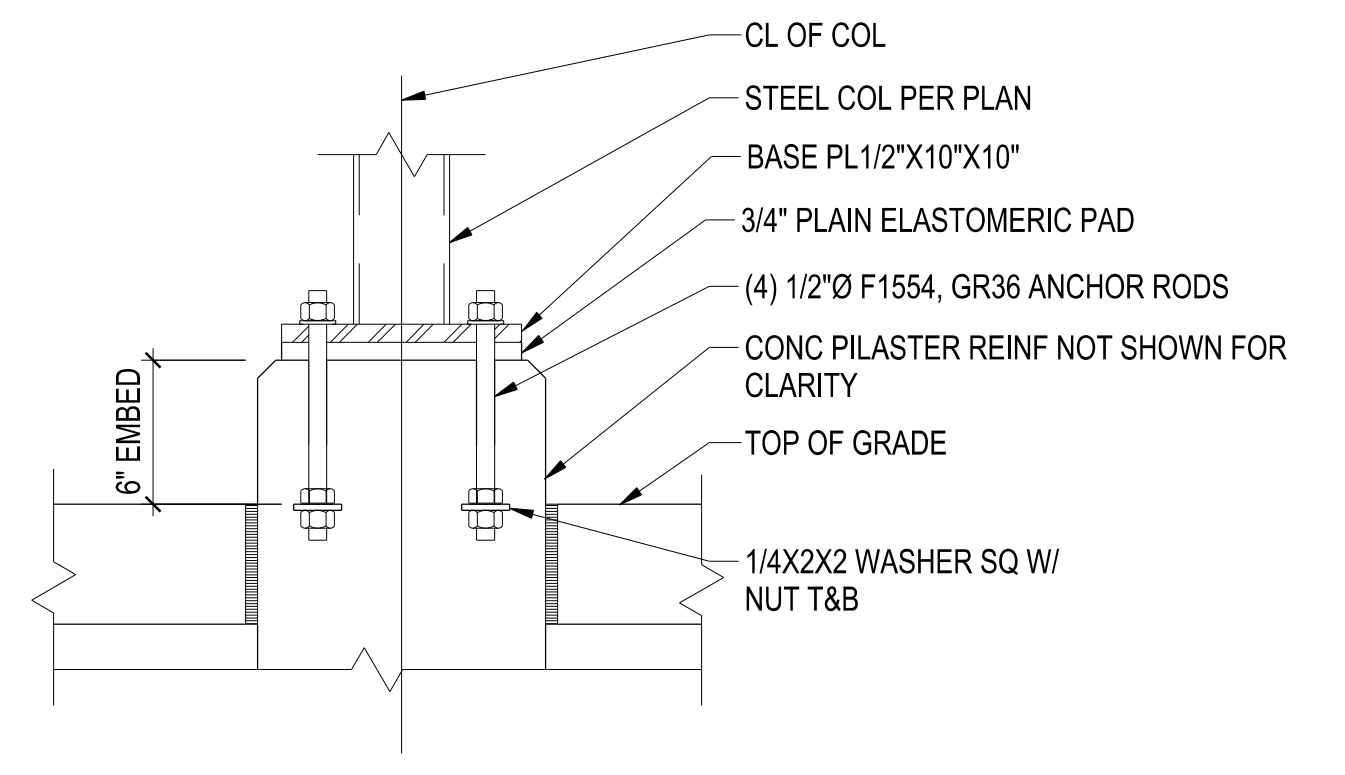 CL OF COL
STEEL COL PER PLAN
BASE PL1/2"X10"X10"
3/4" PLAIN ELASTOMERIC PAD
(4) 1/2"Ø F1554, GR36 ANCHOR RODS
CONC PILASTER REINF NOT SHOWN FOR
CLARITY
6" EMBED
TOP OF GRADE
1/4X2X2 WASHER SQ W/
NUT T&B